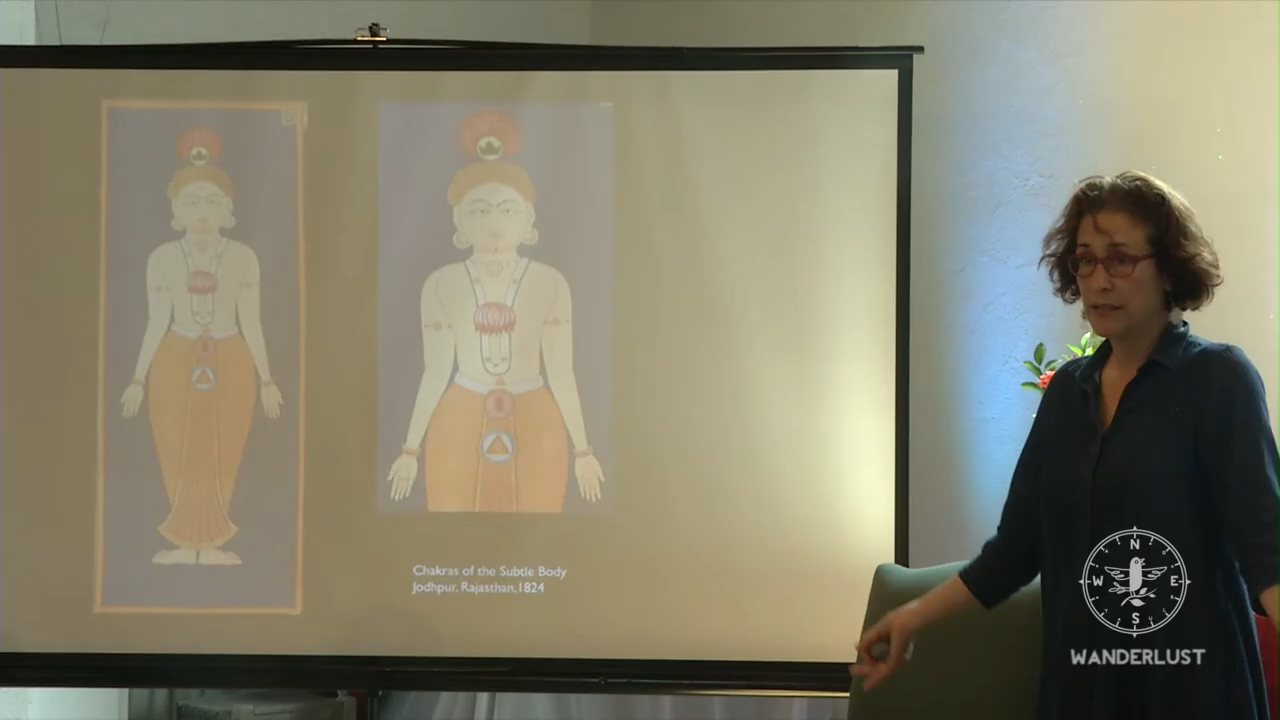 Chakras of the Subtle Body
Jodhpur, Rajasthan, 1824
N
W E
S
WANDERLUST